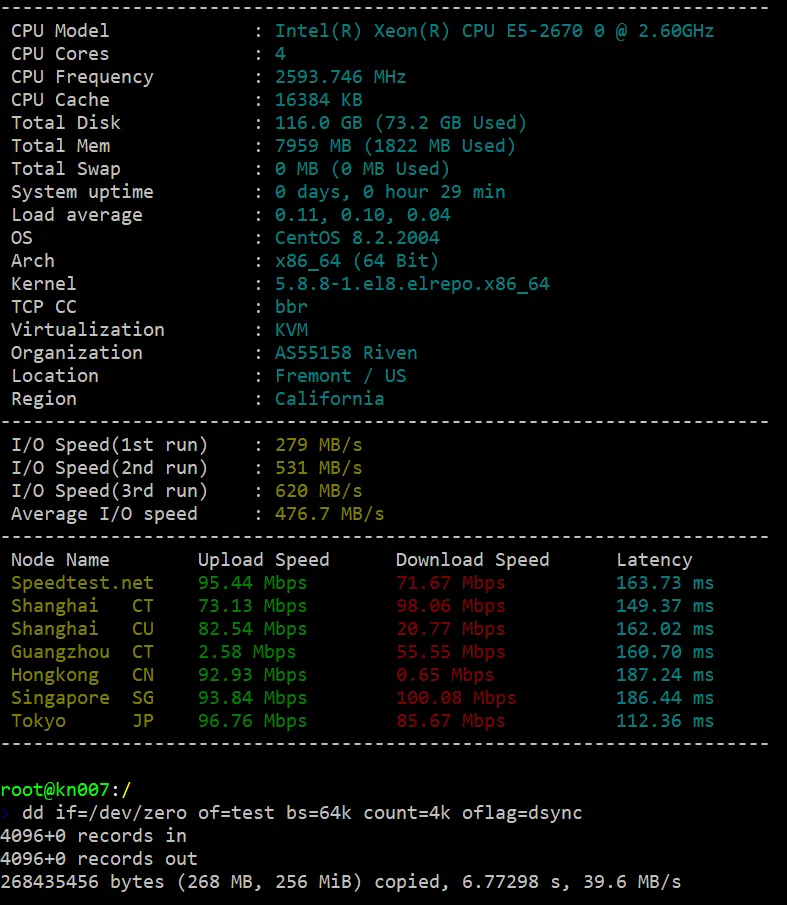 ----------------------------------------------------------------------
CPU Model : Intel(R) Xeon(R) CPU E5-2670 0 @ 2.60GHz
CPU Cores : 4
CPU Frequency : 2593.746 MHz
CPU Cache : 16384 KB
Total Disk : 116.0 GB (73.2 GB Used)
Total Mem : 7959 MB (1822 MB Used)
Total Swap : 0 MB (0 MB Used)
System uptime : 0 days, 0 hour 29 min
Load average : 0.11, 0.10, 0.04
OS : CentOS 8.2.2004
Arch : x86_64 (64 Bit)
Kernel : 5.8.8-1.el8.elrepo.x86_64
TCP CC : bbr
Virtualization : KVM
Organization : AS55158 Riven
Location : Fremont / US
Region : California
----------------------------------------------------------------------
I/O Speed(1st run) : 279 MB/s
I/O Speed(2nd run) : 531 MB/s
I/O Speed(3rd run) : 620 MB/s
Average I/O speed : 476.7 MB/s
----------------------------------------------------------------------
Node Name Upload Speed Download Speed Latency
Speedtest.net 95.44 Mbps 71.67 Mbps 163.73 ms
Shanghai CT 73.13 Mbps 98.06 Mbps 149.37 ms
Shanghai CU 82.54 Mbps 20.77 Mbps 162.02 ms
Guangzhou CT 2.58 Mbps 55.55 Mbps 160.70 ms
Hongkong CN 92.93 Mbps 0.65 Mbps 187.24 ms
Singapore SG 93.84 Mbps 100.08 Mbps 186.44 ms
Tokyo JP 96.76 Mbps 85.67 Mbps 112.36 ms
----------------------------------------------------------------------
root@kn007:/
> dd if=/dev/zero of=test bs=64k count=4k oflag=dsync
4096+0 records in
4096+0 records out
268435456 bytes (268 MB, 256 MiB) copied, 6.77298 s, 39.6 MB/s